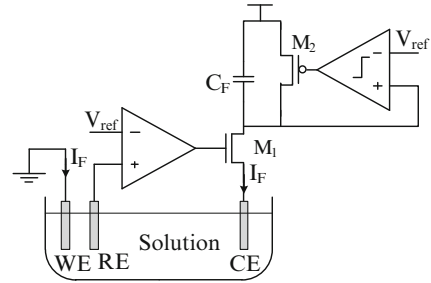 M2
Vref
−
+
CF
Vref
−
+
M1
IF
IF
Solution
WE RE CE